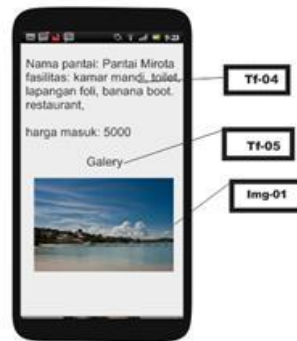 Nama pantai: Pantai Mirota
fasilitas: kamar mandi, toilet,
lapangan foli, banana boot.
restaurant,
harga masuk: 5000
Galery
Tf-04
Tf-05
Img-01